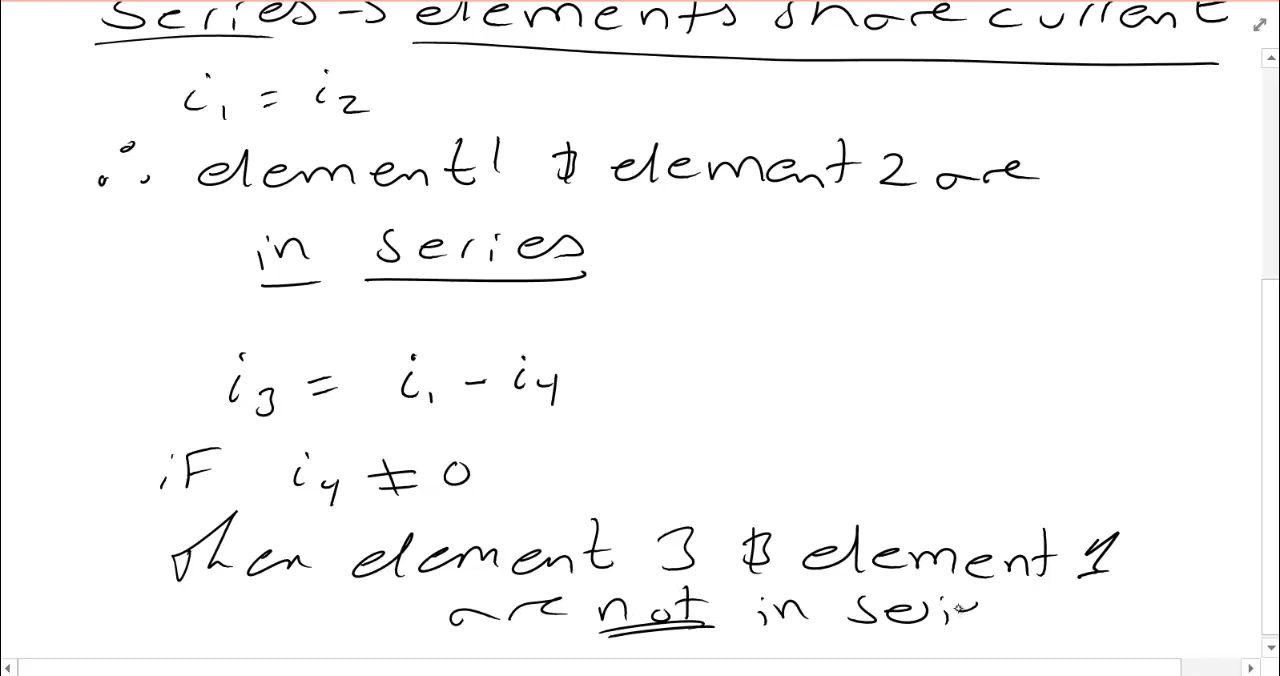 Series → elements share current
i₁ = i₂
∴ element 1 & element 2 are
in series
i₃ = i₁ - i₄
if i₄ ≠ 0
then element 3 & element 1
are not in seri